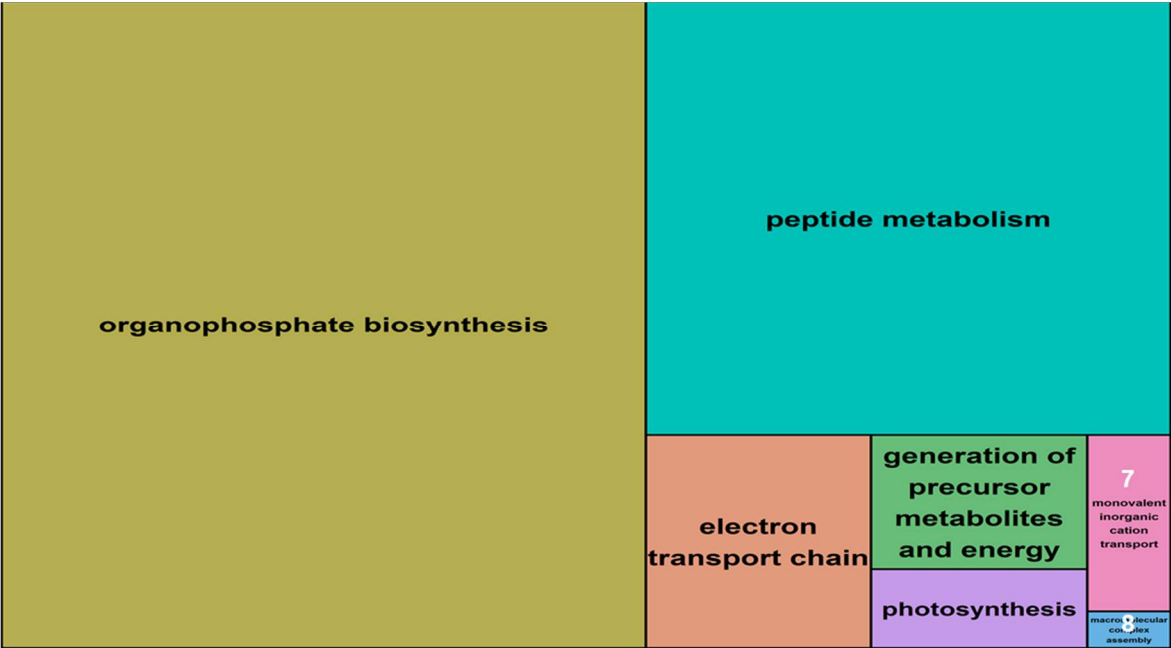 organophosphate biosynthesis
peptide metabolism
electron
transport chain
generation of
precursor
metabolites
and energy
photosynthesis
7
monovalent
inorganic
cation
transport
8
macromolecular
complex
assembly